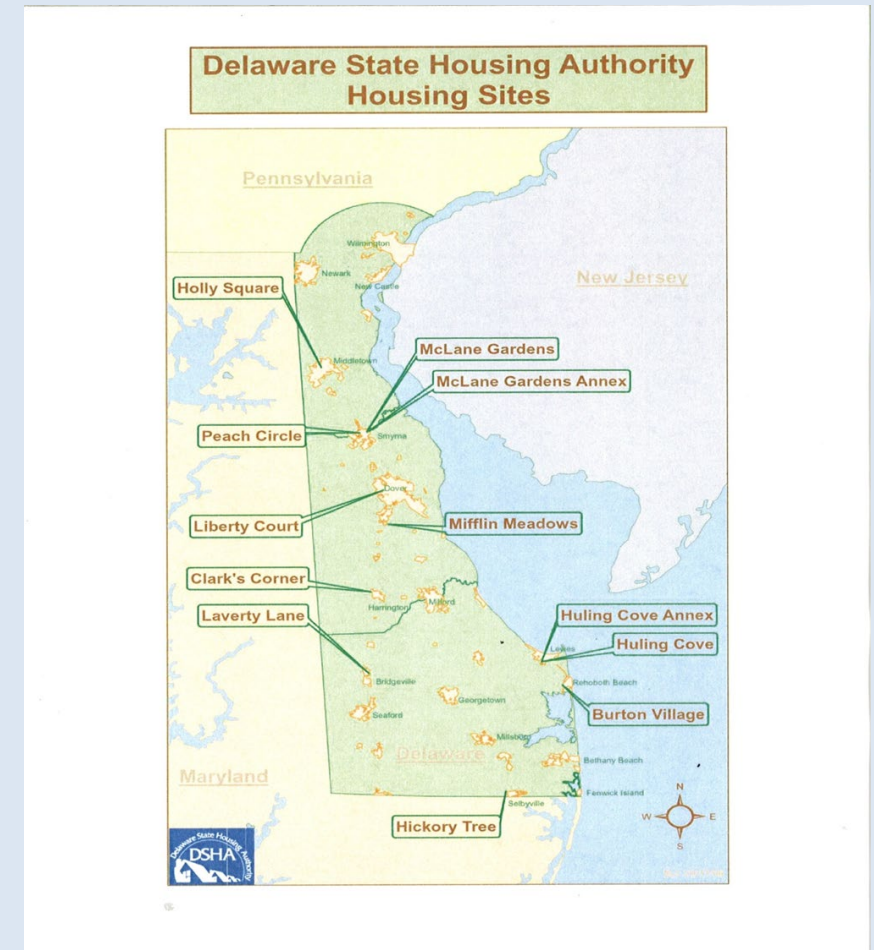 Delaware State Housing Authority
Housing Sites
Pennsylvania
Wilmington
New Jersey
Newark
New Castle
Holly Square
McLane Gardens
Middletown
McLane Gardens Annex
Peach Circle
Smyrna
Dover
Liberty Court
Mifflin Meadows
Clark's Corner
Harrington
Milford
Laverty Lane
Huling Cove Annex
Huling Cove
Lewes
Bridgeville
Rehoboth Beach
Georgetown
Seaford
Burton Village
Millsboro
Delaware
Bethany Beach
Maryland
Fenwick Island
Selbyville
Hickory Tree
N
W
E
S
Delaware State Housing Authority
DSHA